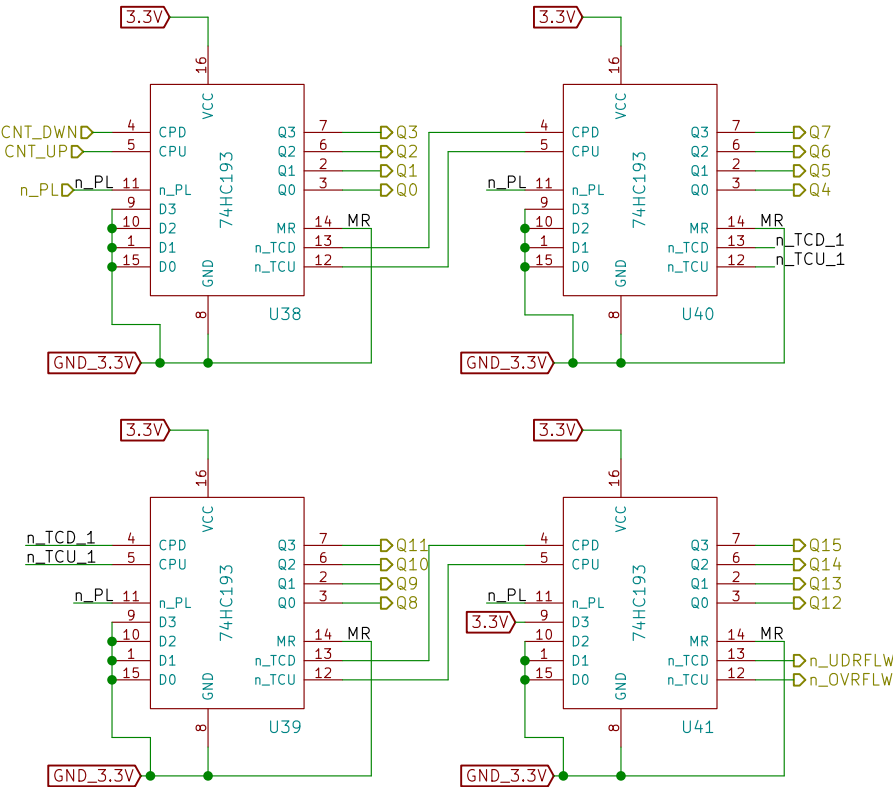 3.3V
3.3V
16
16
VCC
VCC
CNT_DWN 4 CPD Q3 7 Q3
4 CPD Q3 7 Q7
CNT_UP 5 CPU Q2 6 Q2
5 CPU Q2 6 Q6
Q1 2 Q1
Q1 2 Q5
n_PL n_PL 11 n_PL Q0 3 Q0
n_PL 11 n_PL Q0 3 Q4
9 D3
9 D3
10 D2 MR 14 MR
10 D2 MR 14 MR
1 D1 n_TCD 13
1 D1 n_TCD 13 n_TCD_1
15 D0 n_TCU 12
15 D0 n_TCU 12 n_TCU_1
74HC193
74HC193
GND
GND
8
8
U38
U40
GND_3.3V
GND_3.3V
3.3V
3.3V
16
16
VCC
VCC
n_TCD_1 4 CPD Q3 7 Q11
4 CPD Q3 7 Q15
n_TCU_1 5 CPU Q2 6 Q10
5 CPU Q2 6 Q14
Q1 2 Q9
Q1 2 Q13
n_PL 11 n_PL Q0 3 Q8
n_PL 11 n_PL Q0 3 Q12
9 D3
3.3V 9 D3
10 D2 MR 14 MR
10 D2 MR 14 MR
1 D1 n_TCD 13
1 D1 n_TCD 13 n_UDRFLW
15 D0 n_TCU 12
15 D0 n_TCU 12 n_OVRFLW
74HC193
74HC193
GND
GND
8
8
U39
U41
GND_3.3V
GND_3.3V